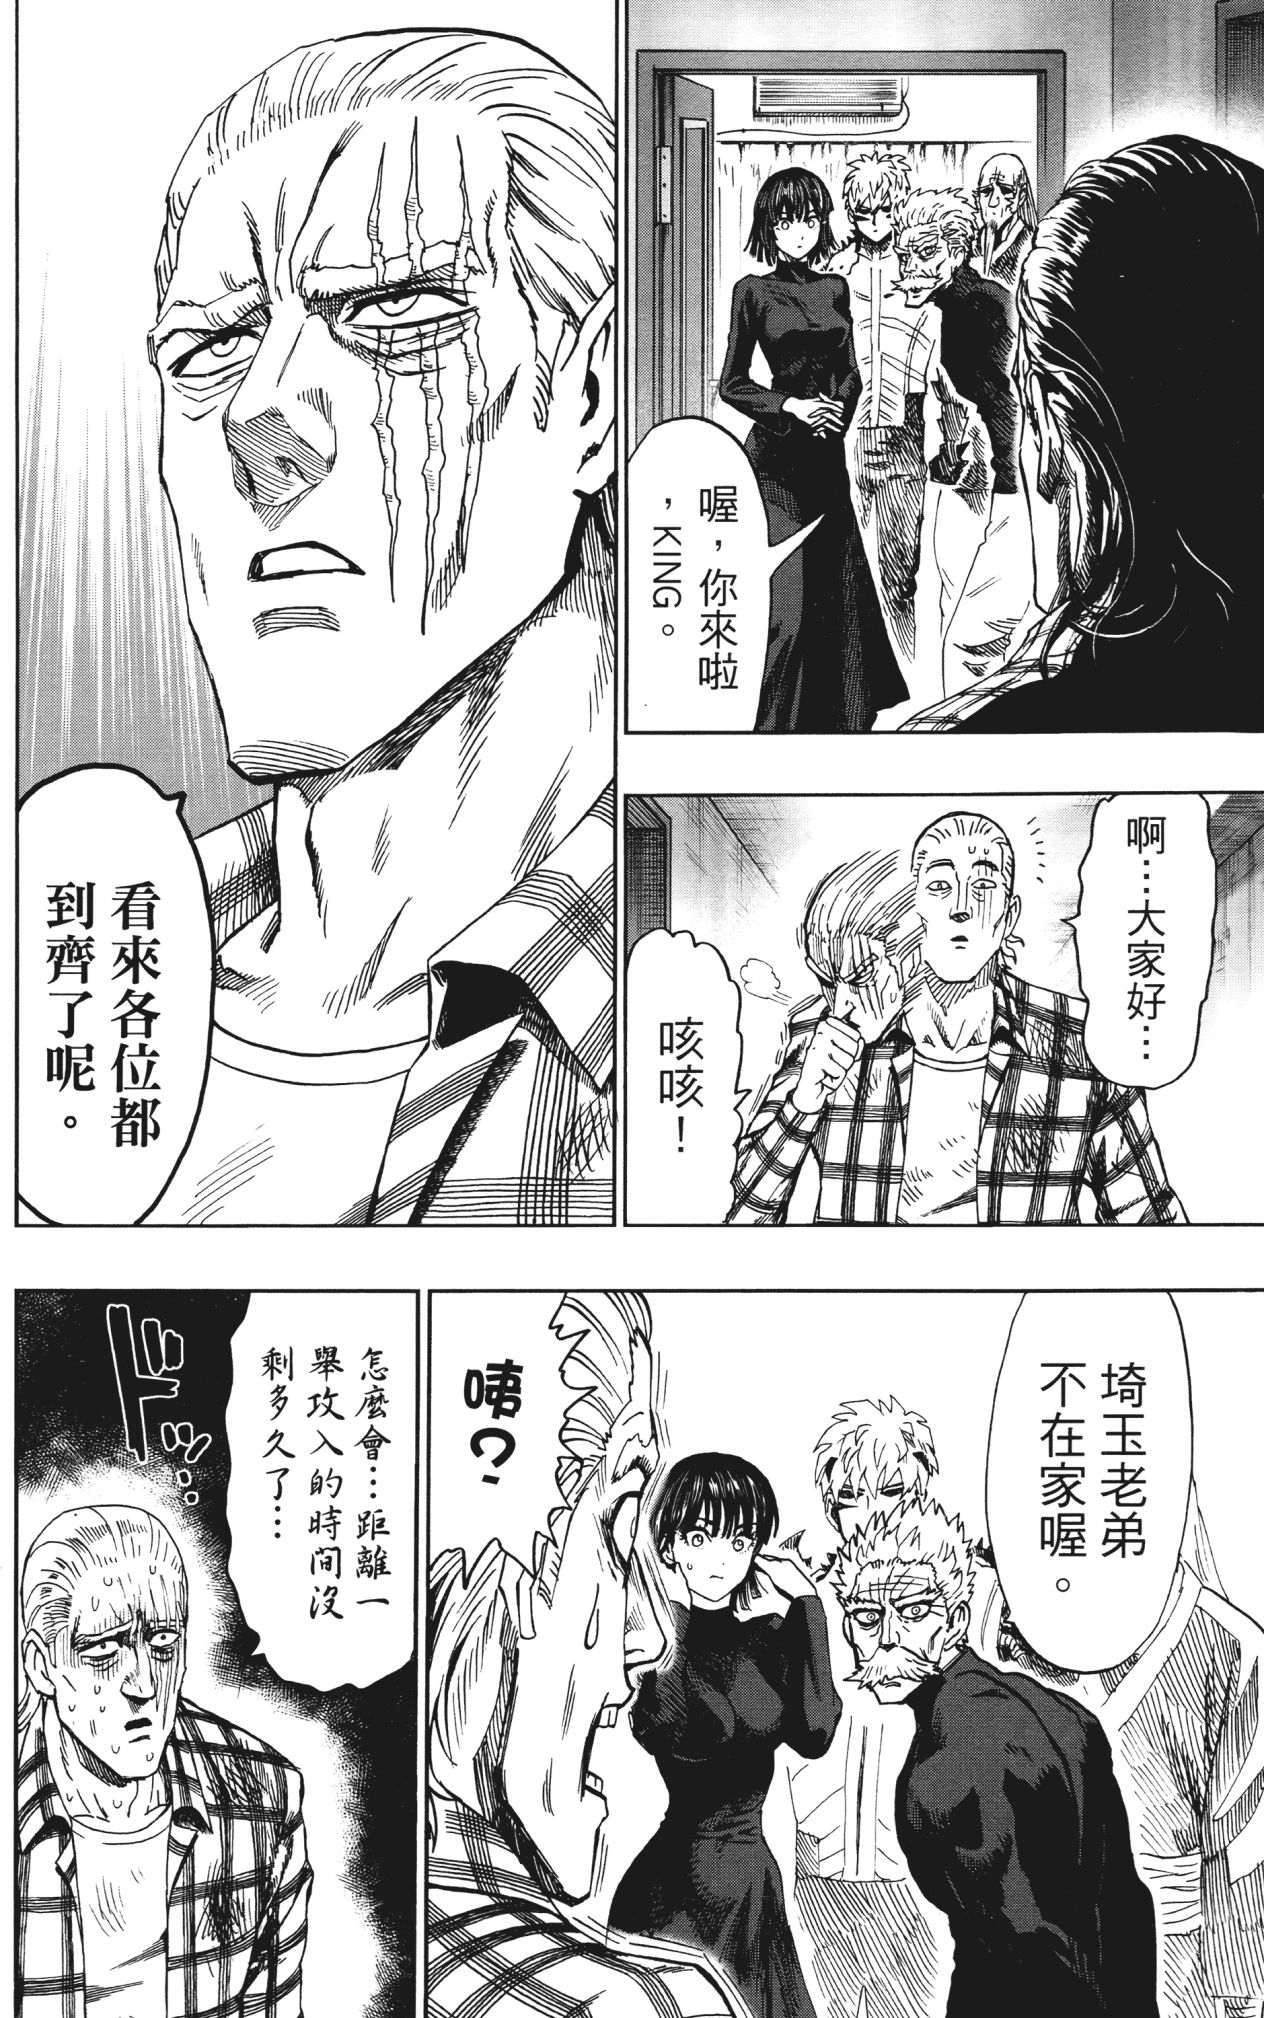 喔，你來啦
，KING。
啊…大家好…
咳咳！
看來各位都
到齊了呢。
埼玉老弟
不在家喔。
咦？
怎麼會…距離一
舉攻入的時間沒
剩多久了…
ドッ…